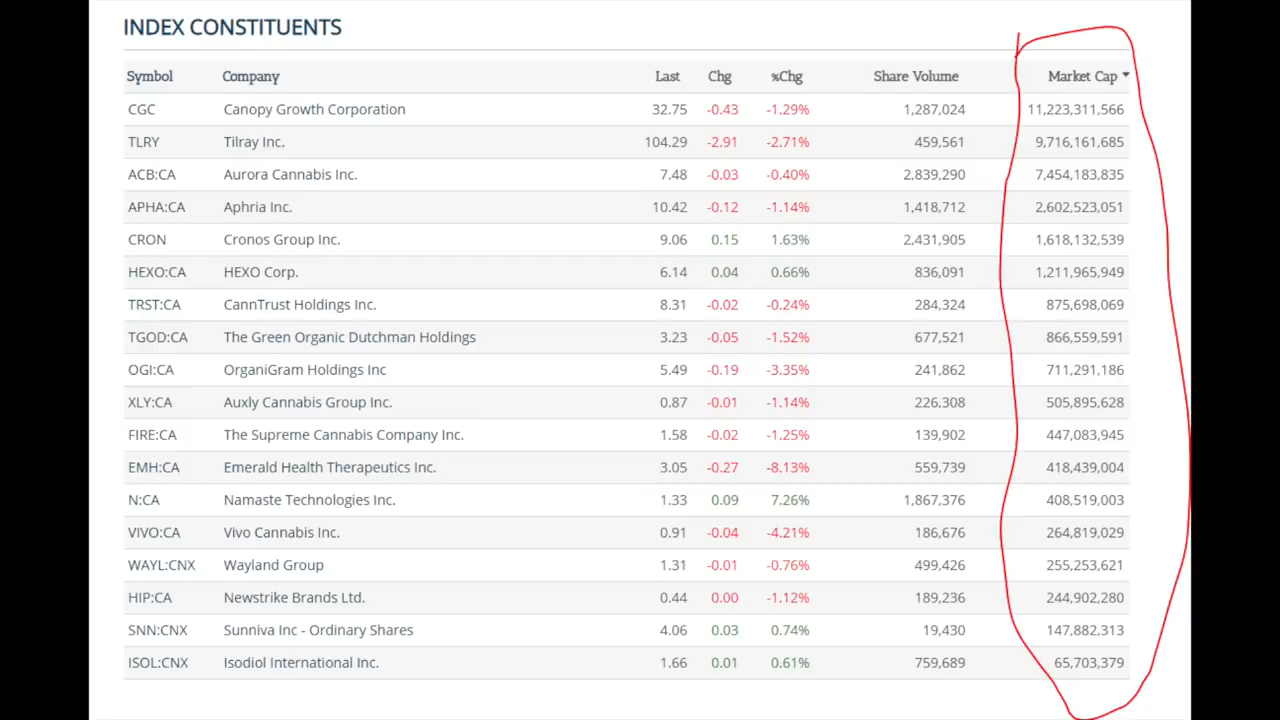 INDEX CONSTITUENTS
Symbol Company Last Chg %Chg Share Volume Market Cap
CGC Canopy Growth Corporation 32.75 -0.43 -1.29% 1,287,024 11,223,311,566
TLRY Tilray Inc. 104.29 -2.91 -2.71% 459,561 9,716,161,685
ACB:CA Aurora Cannabis Inc. 7.48 -0.03 -0.40% 2,839,290 7,454,183,835
APHA:CA Aphria Inc. 10.42 -0.12 -1.14% 1,418,712 2,602,523,051
CRON Cronos Group Inc. 9.06 0.15 1.63% 2,431,905 1,618,132,539
HEXO:CA HEXO Corp. 6.14 0.04 0.66% 836,091 1,211,965,949
TRST:CA CannTrust Holdings Inc. 8.31 -0.02 -0.24% 284,324 875,698,069
TGOD:CA The Green Organic Dutchman Holdings 3.23 -0.05 -1.52% 677,521 866,559,591
OGI:CA OrganiGram Holdings Inc 5.49 -0.19 -3.35% 241,862 711,291,186
XLY:CA Auxly Cannabis Group Inc. 0.87 -0.01 -1.14% 226,308 505,895,628
FIRE:CA The Supreme Cannabis Company Inc. 1.58 -0.02 -1.25% 139,902 447,083,945
EMH:CA Emerald Health Therapeutics Inc. 3.05 -0.27 -8.13% 559,739 418,439,004
N:CA Namaste Technologies Inc. 1.33 0.09 7.26% 1,867,376 408,519,003
VIVO:CA Vivo Cannabis Inc. 0.91 -0.04 -4.21% 186,676 264,819,029
WAYL:CNX Wayland Group 1.31 -0.01 -0.76% 499,426 255,253,621
HIP:CA Newstrike Brands Ltd. 0.44 0.00 -1.12% 189,236 244,902,280
SNN:CNX Sunniva Inc - Ordinary Shares 4.06 0.03 0.74% 19,430 147,882,313
ISOL:CNX Isodiol International Inc. 1.66 0.01 0.61% 759,689 65,703,379